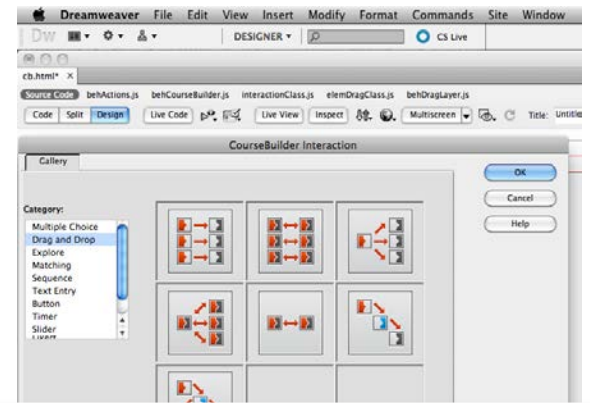 Dreamweaver File Edit View Insert Modify Format Commands Site Window
DW DESIGNER CS Live
cb.html* ×
Source Code behActions.js behCourseBuilder.js interactionClass.js elemDragClass.js behDragLayer.js
Code Split Design Live Code Live View Inspect Multiscreen Title: Untitle
CourseBuilder Interaction
Gallery
OK
Cancel
Help
Category:
Multiple Choice
Drag and Drop
Explore
Matching
Sequence
Text Entry
Button
Timer
Slider
Likert